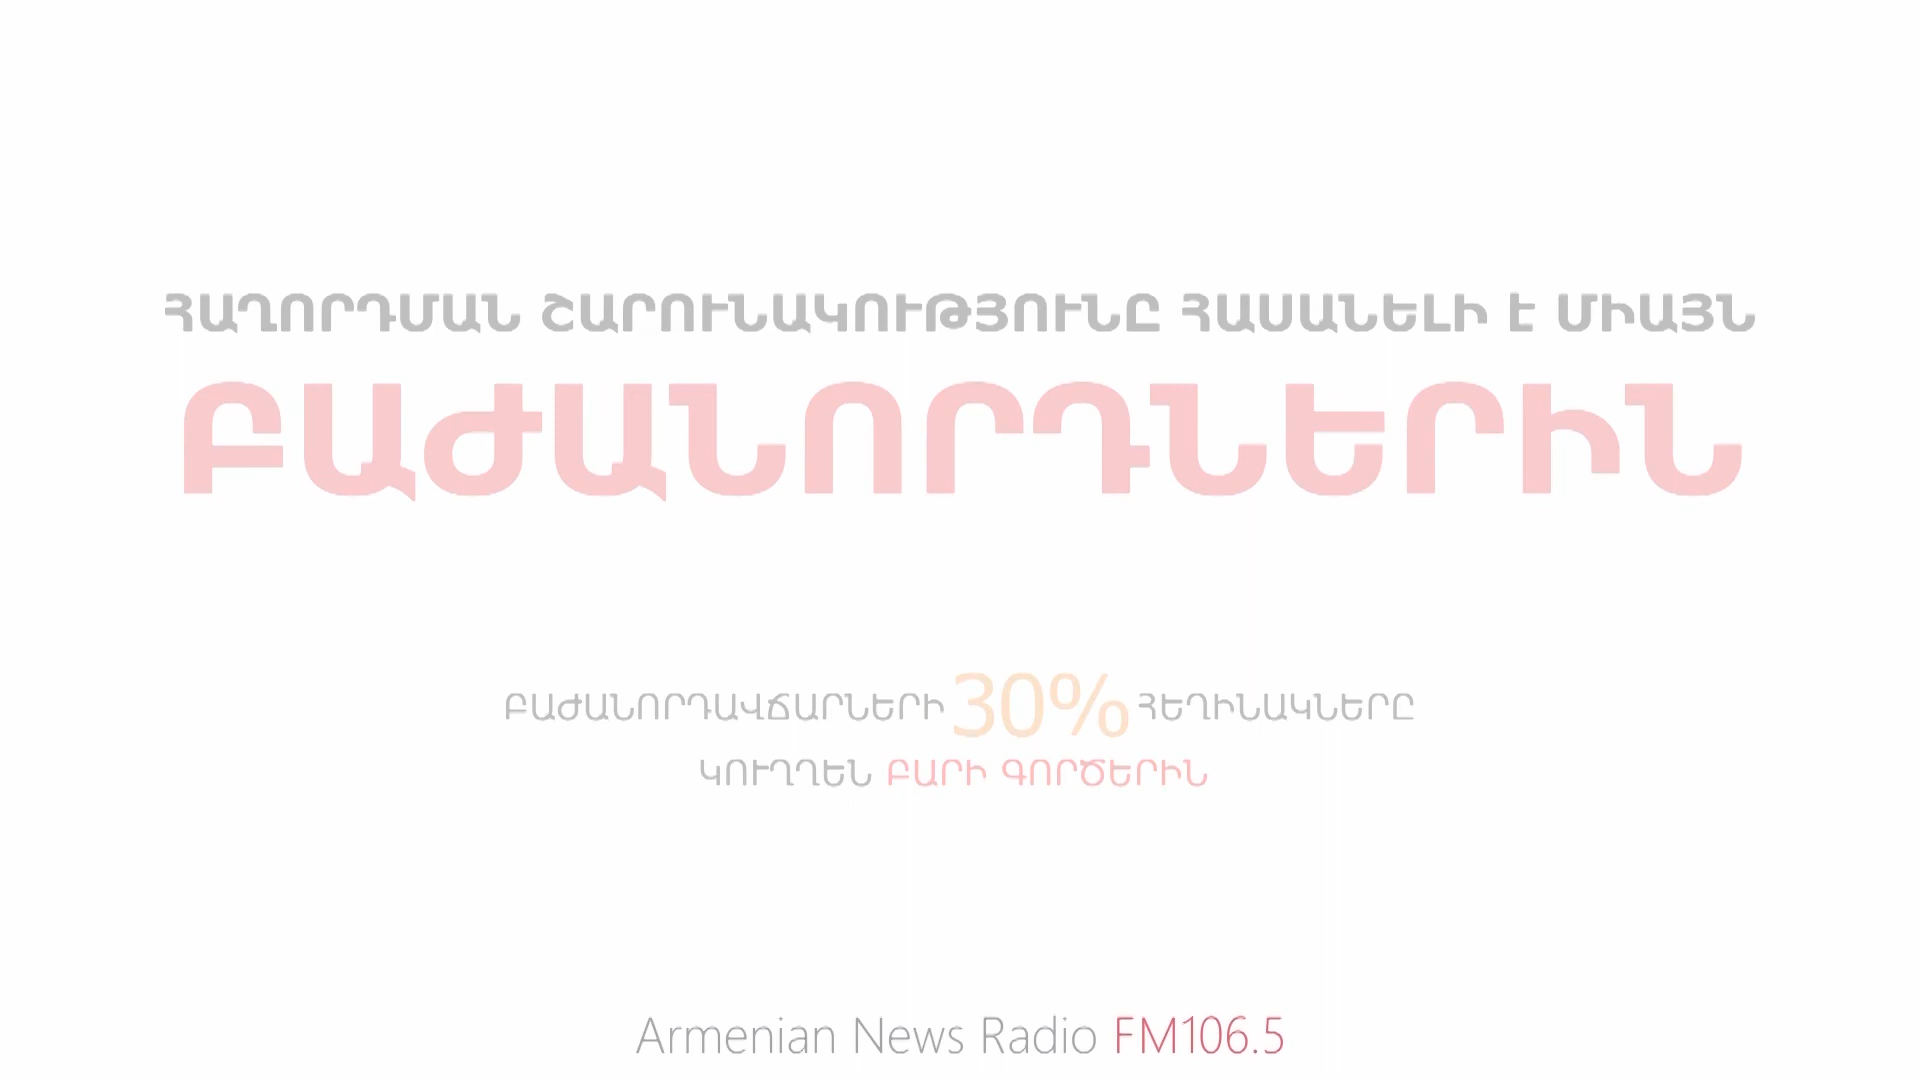 ՀԱՂՈՐԴՄԱՆ ՇԱՐՈՒՆԱԿՈՒԹՅՈՒՆԸ ՀԱՍԱՆԵԼԻ Է ՄԻԱՅՆ
ԲԱԺԱՆՈՐԴՆԵՐԻՆ
ԲԱԺԱՆՈՐԴԱՎՃԱՐՆԵՐԻ 30% ՀԵՂԻՆԱԿՆԵՐԸ
ԿՈՒՂՂԵՆ ԲԱՐԻ ԳՈՐԾԵՐԻՆ
Armenian News Radio FM106.5